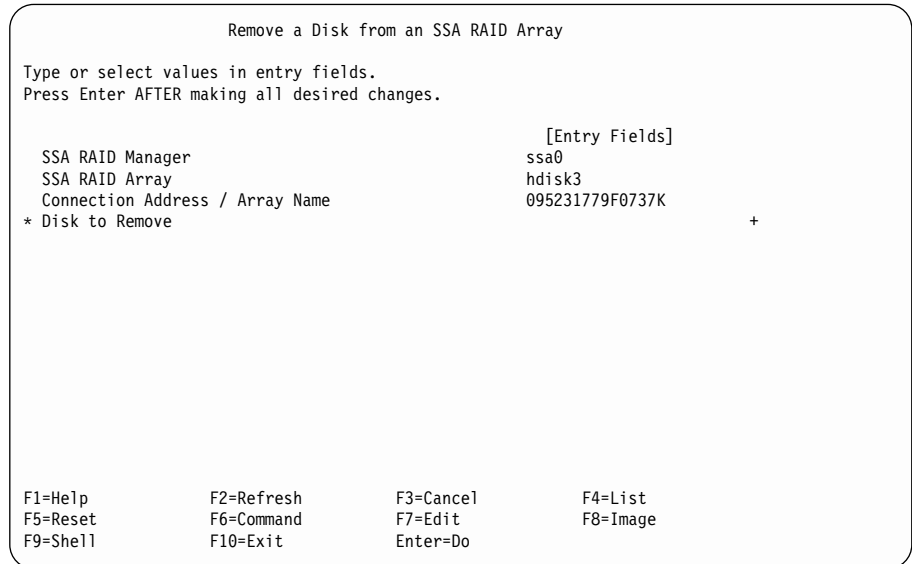 Remove a Disk from an SSA RAID Array
Type or select values in entry fields.
Press Enter AFTER making all desired changes.
[Entry Fields]
SSA RAID Manager ssa0
SSA RAID Array hdisk3
Connection Address / Array Name 095231779F0737K
* Disk to Remove +
F1=Help F2=Refresh F3=Cancel F4=List
F5=Reset F6=Command F7=Edit F8=Image
F9=Shell F10=Exit Enter=Do